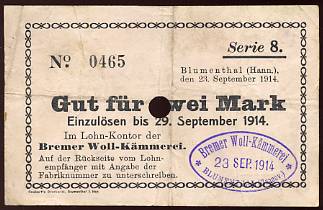 Serie 8.
No 0465
Blumenthal (Hann.),
den 23. September 1914.
Gut für zwei Mark
Einzulösen bis 29. September 1914.
Im Lohn-Kontor der
Bremer Woll-Kämmerei.
Auf der Rückseite vom Lohn-
empfänger mit Angabe der
Fabriknummer zu unterschreiben.
Bremer Woll-Kämmerei
23 SEP. 1914